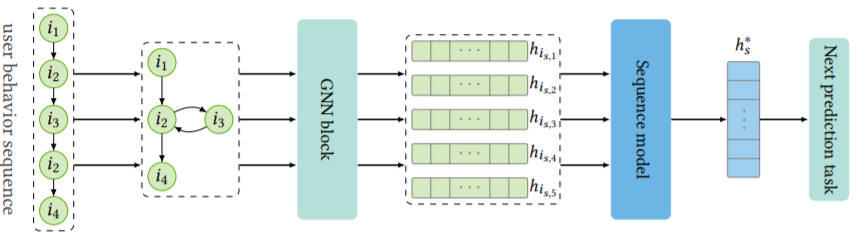 user behavior sequence
i1
i2
i3
i2
i4
i1
i2
i3
i4
GNN block
... h_{i_{s,1}}
... h_{i_{s,2}}
... h_{i_{s,3}}
... h_{i_{s,4}}
... h_{i_{s,5}}
Sequence model
h_s^*
Next prediction task